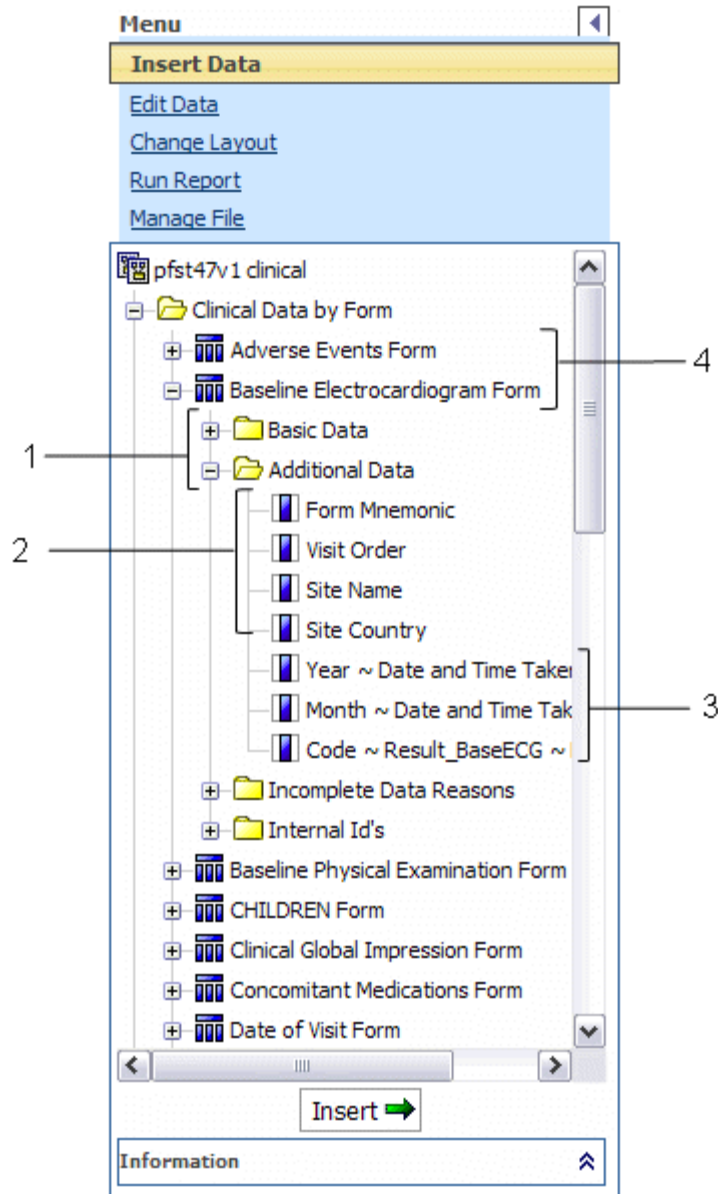 Menu
Insert Data
Edit Data
Change Layout
Run Report
Manage File
pfst47v1 clinical
Clinical Data by Form
Adverse Events Form
4
Baseline Electrocardiogram Form
Basic Data
1
Additional Data
Form Mnemonic
2
Visit Order
Site Name
Site Country
Year ~ Date and Time Taken
3
Month ~ Date and Time Tak
Code ~ Result_BaseECG ~
Incomplete Data Reasons
Internal Id's
Baseline Physical Examination Form
CHILDREN Form
Clinical Global Impression Form
Concomitant Medications Form
Date of Visit Form
Insert
Information